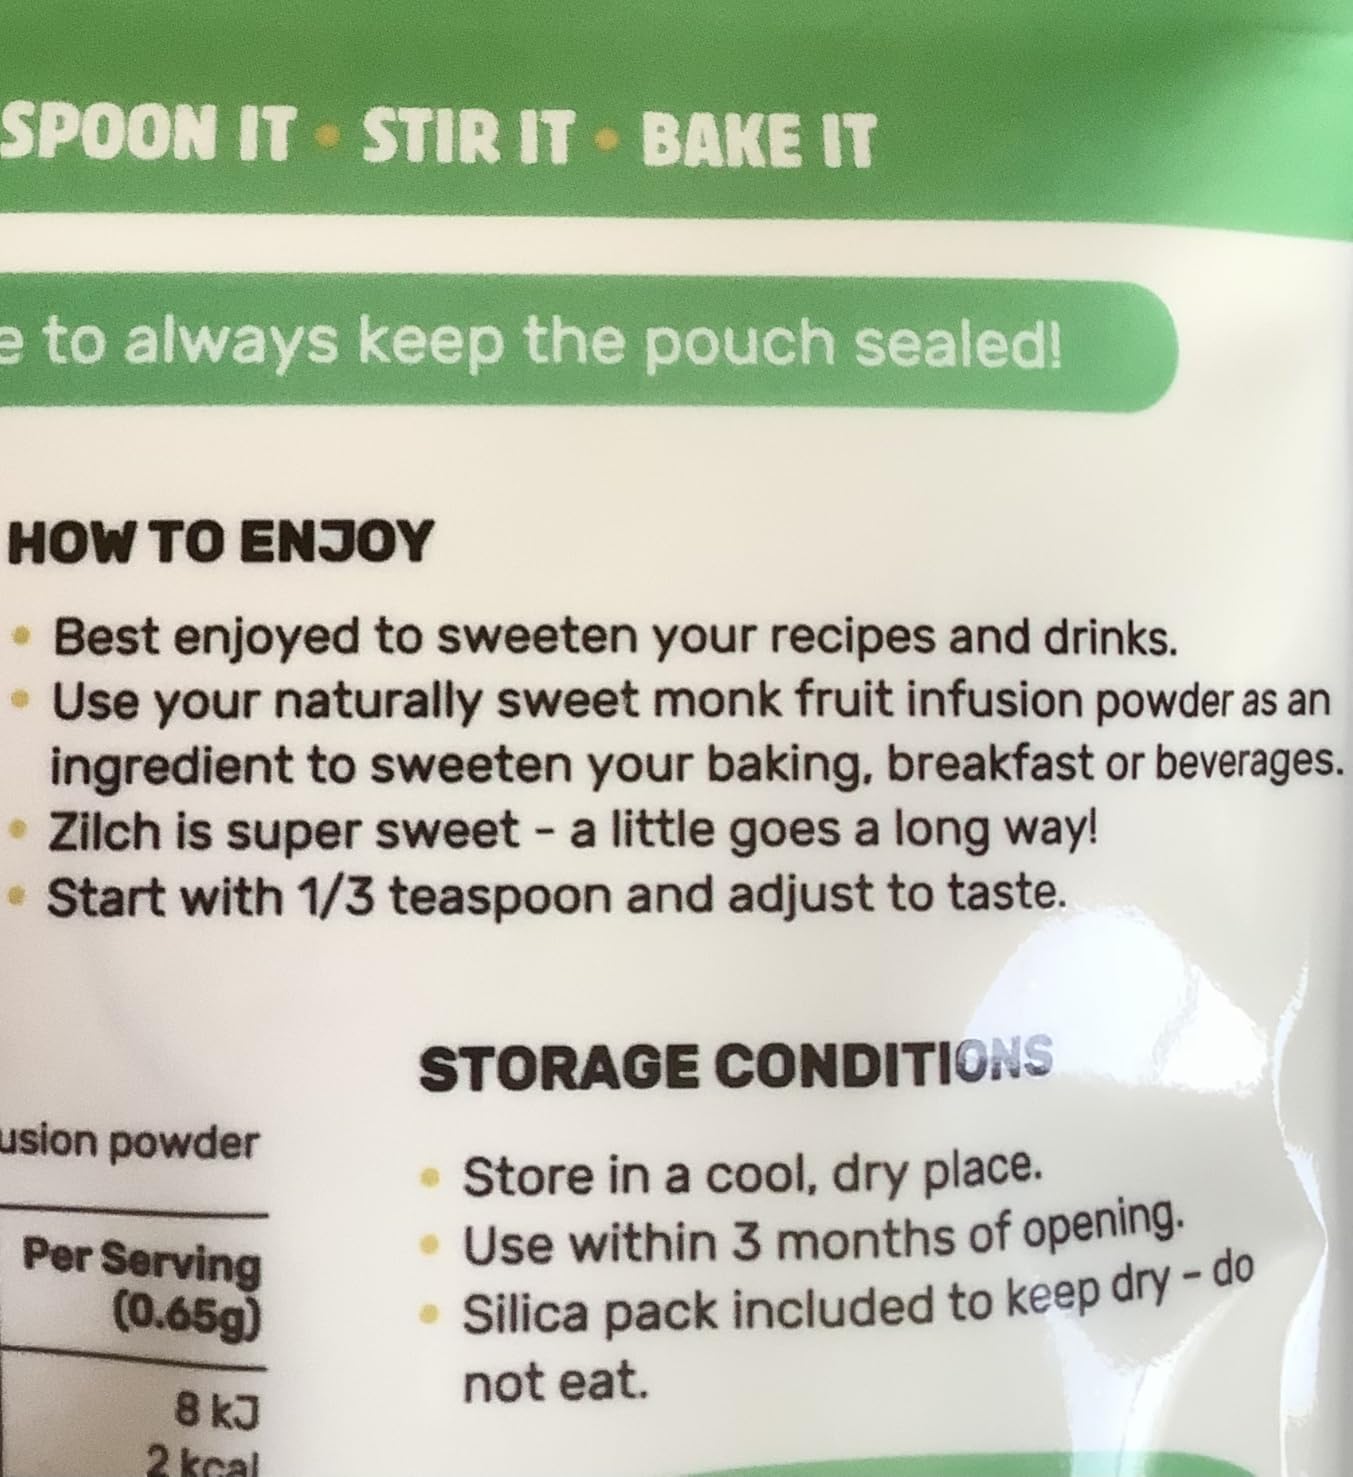 SPOON IT • STIR IT • BAKE IT
to always keep the pouch sealed!
HOW TO ENJOY
• Best enjoyed to sweeten your recipes and drinks.
• Use your naturally sweet monk fruit infusion powder as an
ingredient to sweeten your baking, breakfast or beverages.
• Zilch is super sweet - a little goes a long way!
• Start with 1/3 teaspoon and adjust to taste.
usion powder
Per Serving
(0.65g)
8 kJ
2 kcal
STORAGE CONDITIONS
• Store in a cool, dry place.
• Use within 3 months of opening.
• Silica pack included to keep dry - do
not eat.